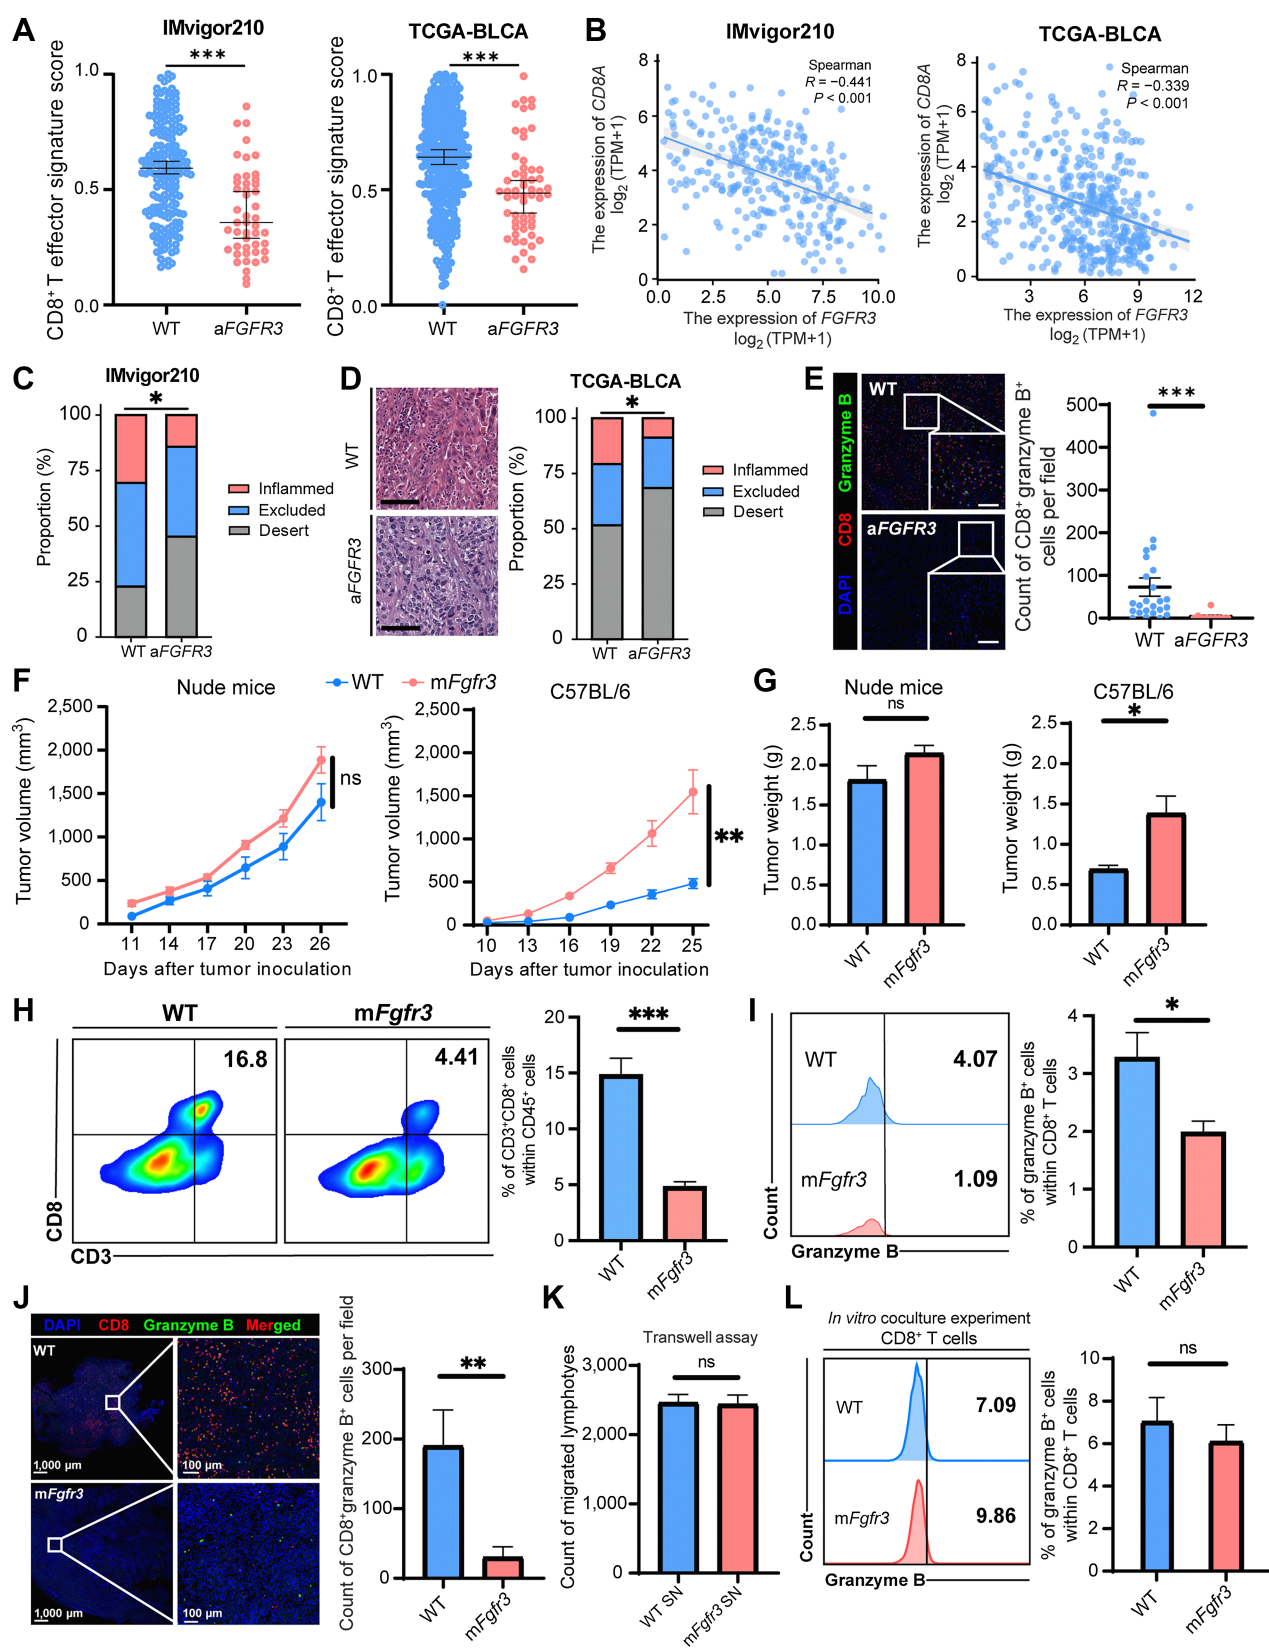 A
IMvigor210
***
CD8⁺ T effector signature score
1.0
0.5
0.0
WT
aFGFR3
TCGA-BLCA
***
CD8⁺ T effector signature score
1.0
0.5
0.0
WT
aFGFR3
B
IMvigor210
Spearman
R = −0.441
P < 0.001
The expression of CD8A
log₂ (TPM+1)
8
6
4
2
0
0.0 2.5 5.0 7.5 10.0
The expression of FGFR3
log₂ (TPM+1)
TCGA-BLCA
Spearman
R = −0.339
P < 0.001
The expression of CD8A
log₂ (TPM+1)
8
6
4
2
0
3 6 9 12
The expression of FGFR3
log₂ (TPM+1)
C
IMvigor210
*
Proportion (%)
100
75
50
25
0
WT aFGFR3
Inflammed
Excluded
Desert
D
WT
aFGFR3
TCGA-BLCA
*
Proportion (%)
100
75
50
25
0
WT aFGFR3
Inflammed
Excluded
Desert
E
DAPI CD8 Granzyme B
WT
aFGFR3
***
Count of CD8⁺granzyme B⁺
cells per field
500
400
300
200
100
0
WT aFGFR3
F
WT mFgfr3
Nude mice
Tumor volume (mm³)
2,500
2,000
1,500
1,000
500
0
ns
11 14 17 20 23 26
Days after tumor inoculation
C57BL/6
Tumor volume (mm³)
2,500
2,000
1,500
1,000
500
0
**
10 13 16 19 22 25
Days after tumor inoculation
G
Nude mice
ns
Tumor weight (g)
2.5
2.0
1.5
1.0
0.5
0.0
WT
mFgfr3
C57BL/6
*
Tumor weight (g)
2.5
2.0
1.5
1.0
0.5
0.0
WT
mFgfr3
H
WT
mFgfr3
16.8
4.41
CD8
CD3
***
% of CD3⁺CD8⁺ cells
within CD45⁺ cells
20
15
10
5
0
WT
mFgfr3
I
WT
4.07
mFgfr3
1.09
Count
Granzyme B
*
% of granzyme B⁺ cells
within CD8⁺ T cells
4
3
2
1
0
WT
mFgfr3
J
DAPI CD8 Granzyme B Merged
WT
1,000 µm
100 µm
mFgfr3
1,000 µm
100 µm
**
Count of CD8⁺granzyme B⁺ cells per field
300
200
100
0
WT
mFgfr3
K
Transwell assay
ns
Count of migrated lymphotyes
3,000
2,000
1,000
0
WT SN
mFgfr3 SN
L
In vitro coculture experiment
CD8⁺ T cells
WT
7.09
mFgfr3
9.86
Count
Granzyme B
ns
% of granzyme B⁺ cells
within CD8⁺ T cells
10
8
6
4
2
0
WT
mFgfr3